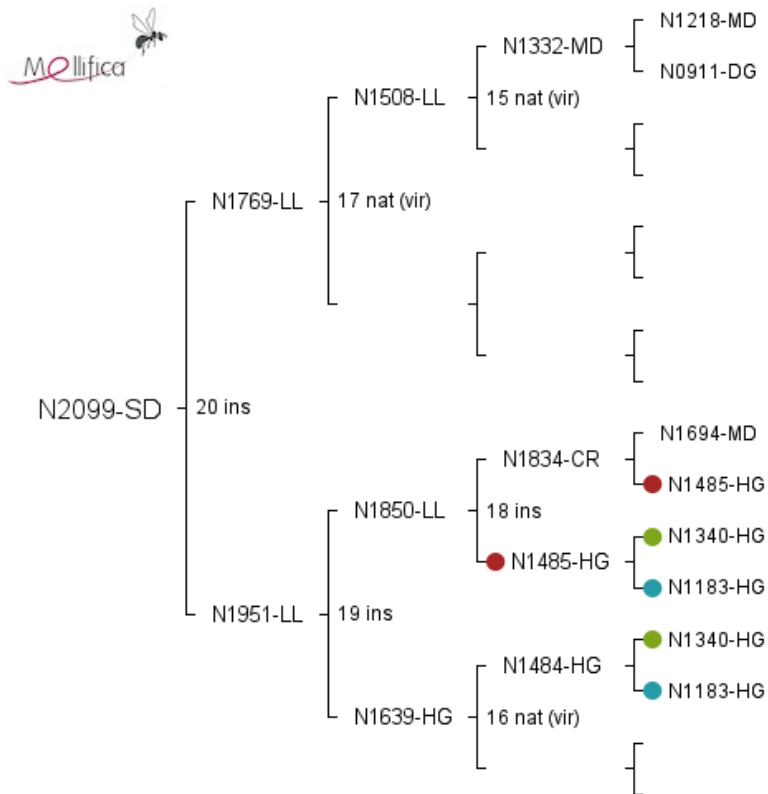 Mellifica
N1218-MD
N1332-MD
N0911-DG
N1508-LL
15 nat (vir)
N1769-LL
17 nat (vir)
N2099-SD
20 ins
N1694-MD
N1834-CR
N1485-HG
N1850-LL
18 ins
N1340-HG
N1485-HG
N1183-HG
N1951-LL
19 ins
N1340-HG
N1484-HG
N1183-HG
N1639-HG
16 nat (vir)